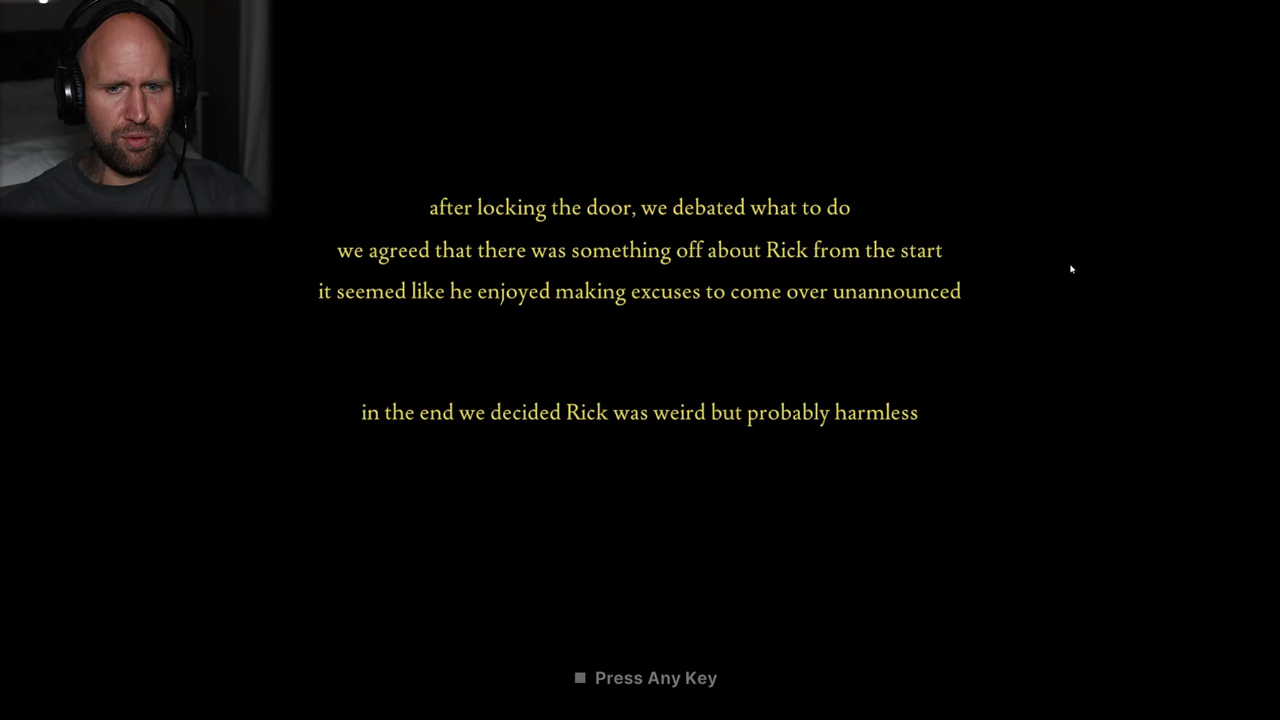 after locking the door, we debated what to do
we agreed that there was something off about Rick from the start
it seemed like he enjoyed making excuses to come over unannounced
in the end we decided Rick was weird but probably harmless
Press Any Key